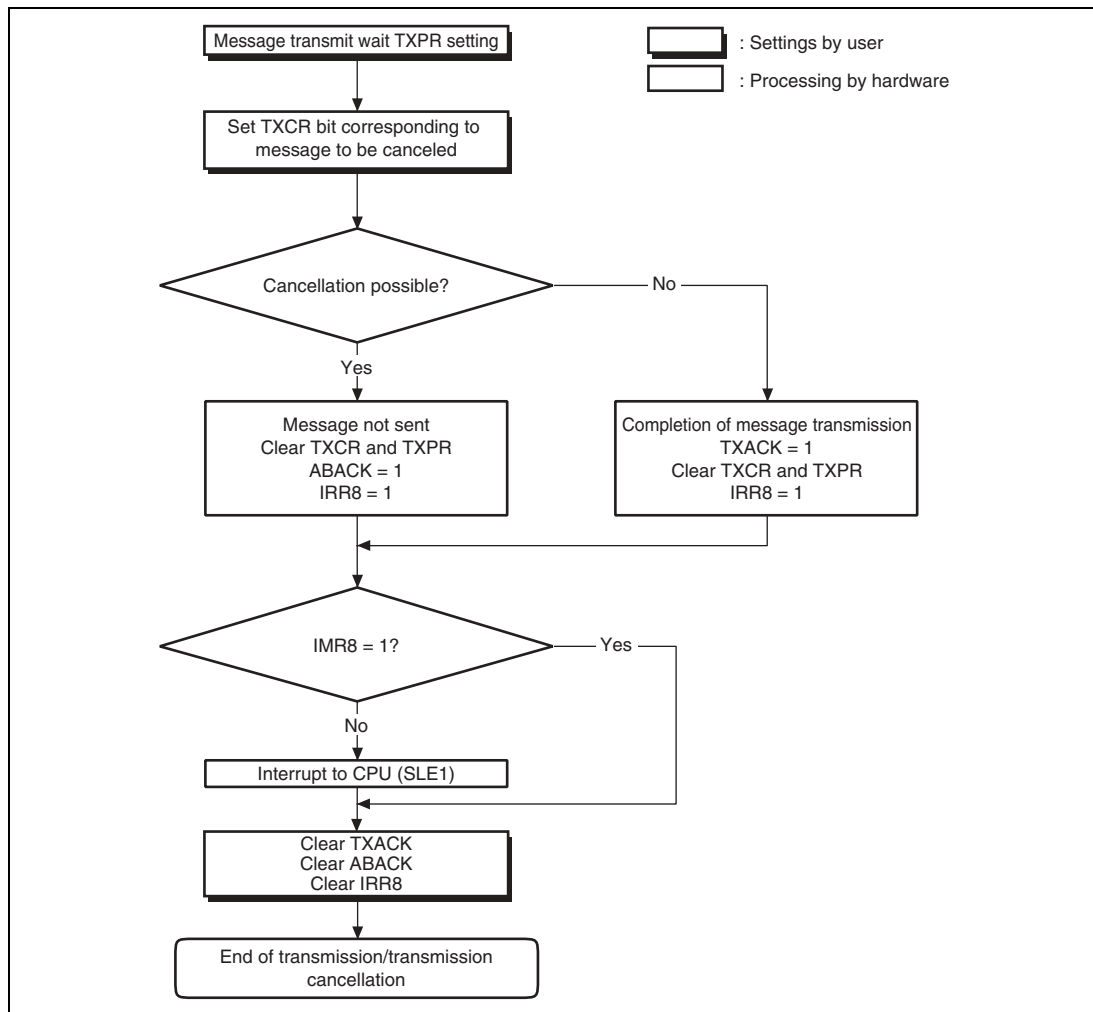 Message transmit wait TXPR setting
: Settings by user
: Processing by hardware
Set TXCR bit corresponding to
message to be canceled
Cancellation possible?
No
Yes
Message not sent
Clear TXCR and TXPR
ABACK = 1
IRR8 = 1
Completion of message transmission
TXACK = 1
Clear TXCR and TXPR
IRR8 = 1
IMR8 = 1?
Yes
No
Interrupt to CPU (SLE1)
Clear TXACK
Clear ABACK
Clear IRR8
End of transmission/transmission
cancellation